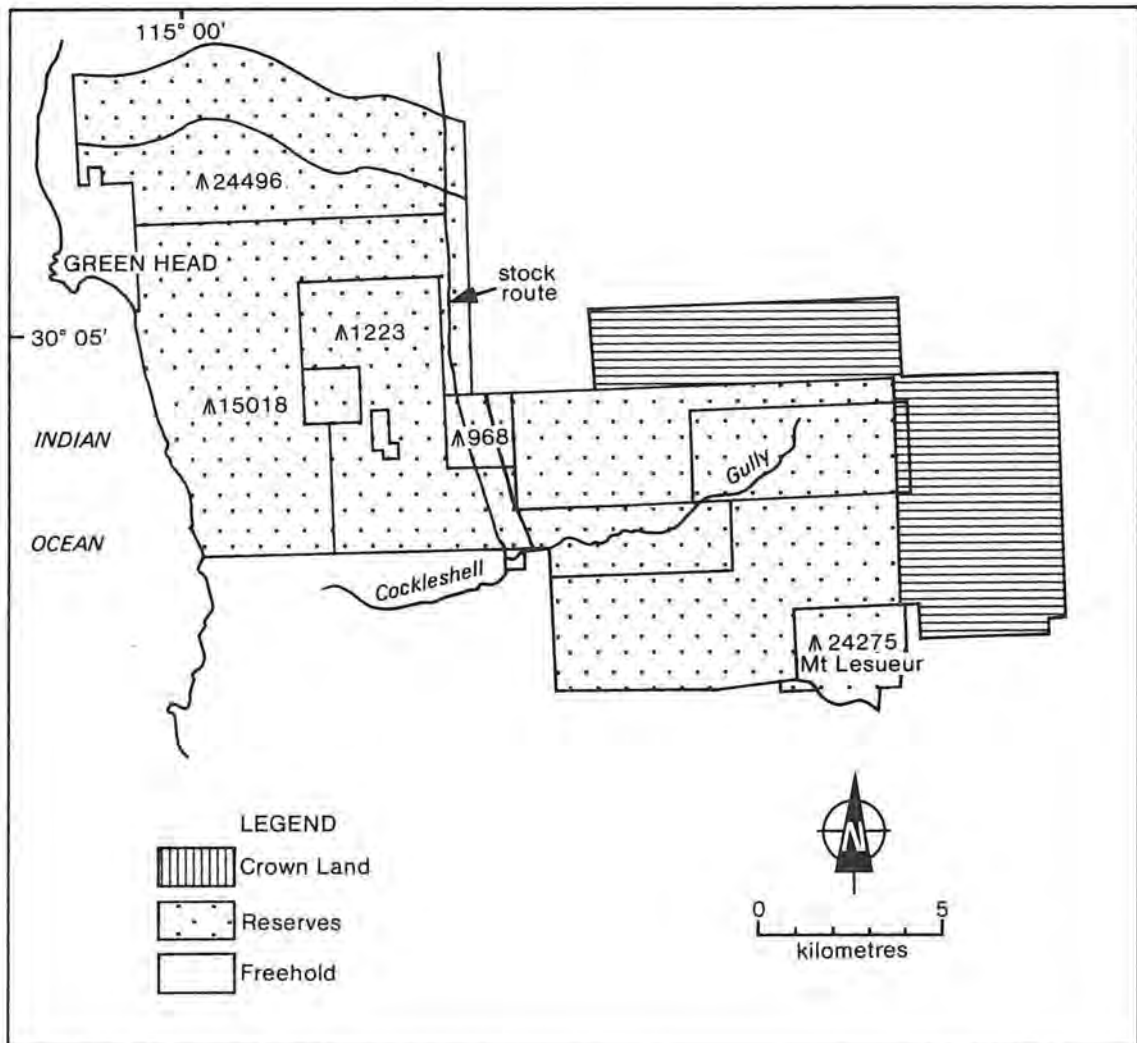 115° 00'
24496
GREEN HEAD
stock
route
30° 05'
1223
15018
968
INDIAN
Gully
OCEAN
Cockleshell
24275
Mt Lesueur
LEGEND
Crown Land
Reserves
Freehold
N
0 5
kilometres